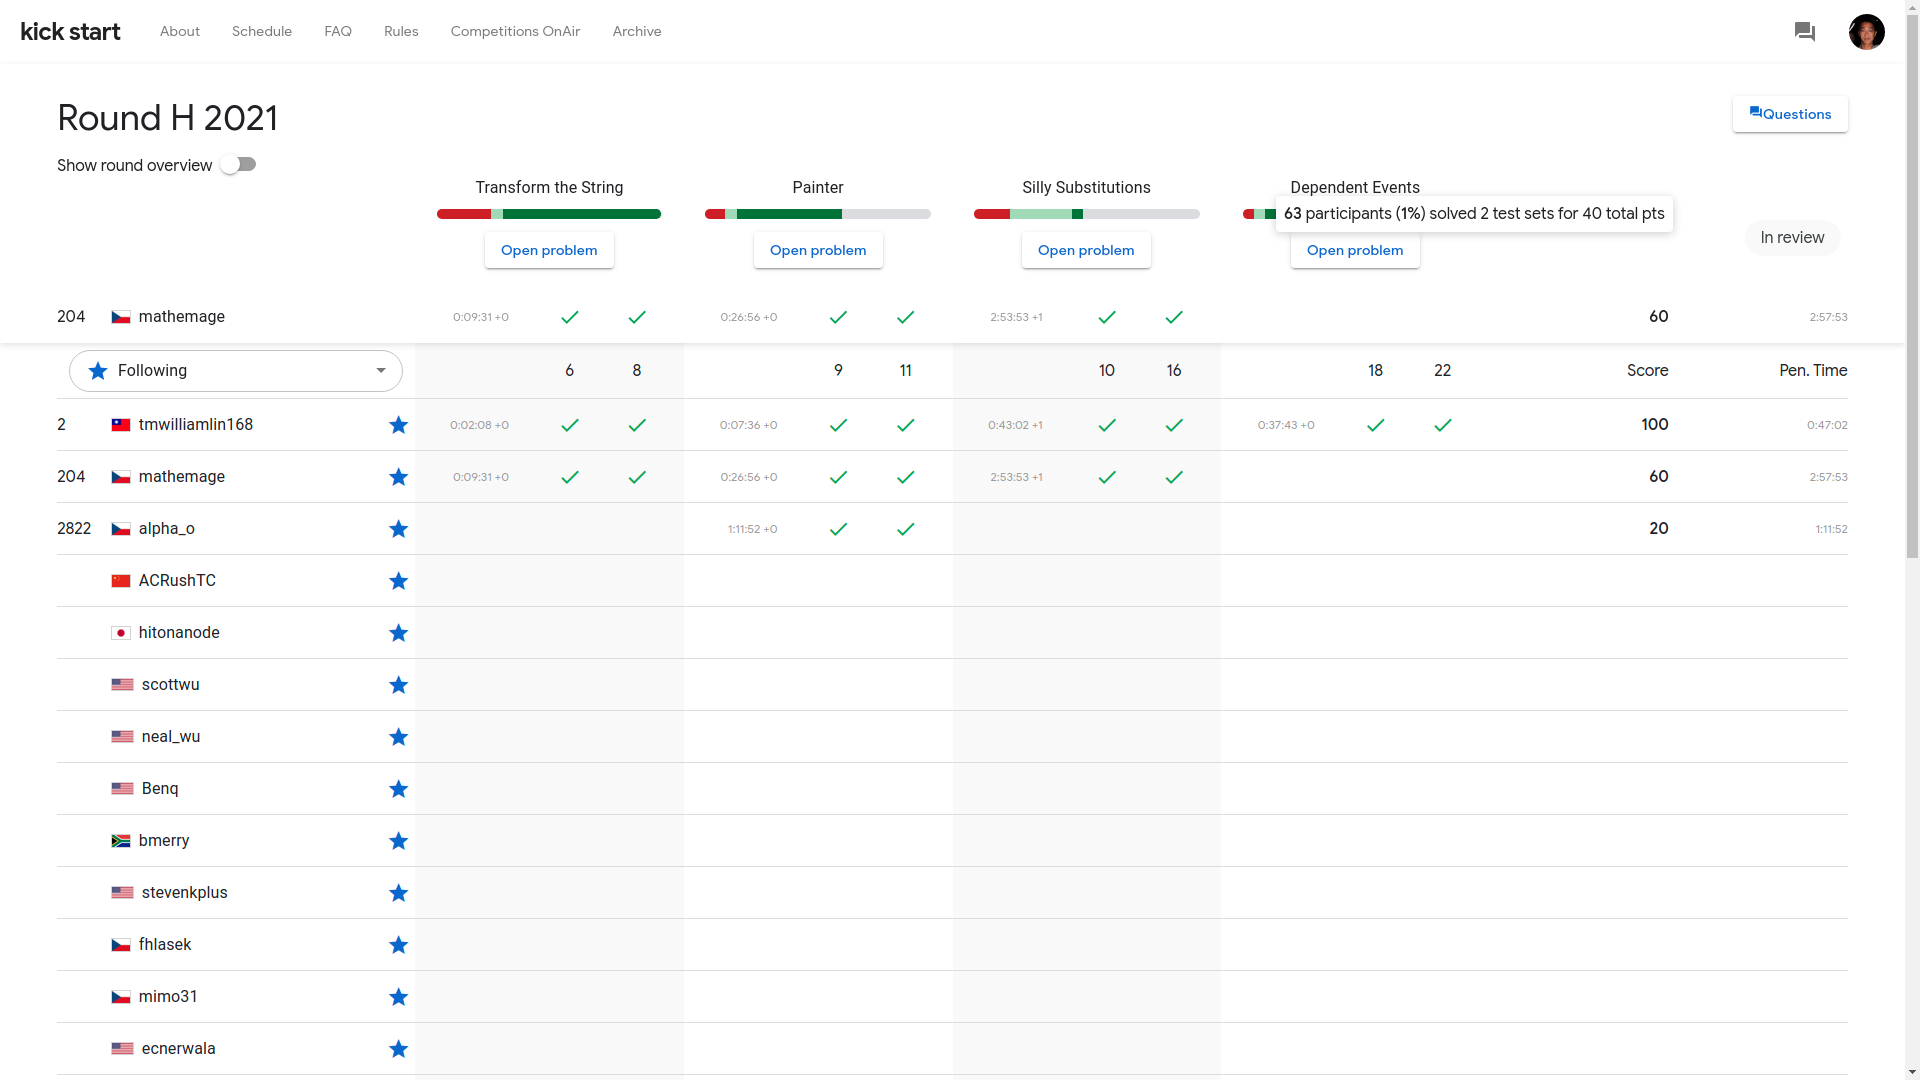 kick start About Schedule FAQ Rules Competitions OnAir Archive
Round H 2021
Questions
Show round overview
Transform the String Painter Silly Substitutions Dependent Events
63 participants (1%) solved 2 test sets for 40 total pts
In review
Open problem Open problem Open problem Open problem
204 mathemage 0:09:31 +0 0:26:56 +0 2:53:53 +1 60 2:57:53
Following 6 8 9 11 10 16 18 22 Score Pen. Time
2 tmwilliamlin168 0:02:08 +0 0:07:36 +0 0:43:02 +1 0:37:43 +0 100 0:47:02
204 mathemage 0:09:31 +0 0:26:56 +0 2:53:53 +1 60 2:57:53
2822 alpha_o 1:11:52 +0 20 1:11:52
ACRushTC
hitonanode
scottwu
neal_wu
Benq
bmerry
stevenkplus
fhlasek
mimo31
ecnerwala